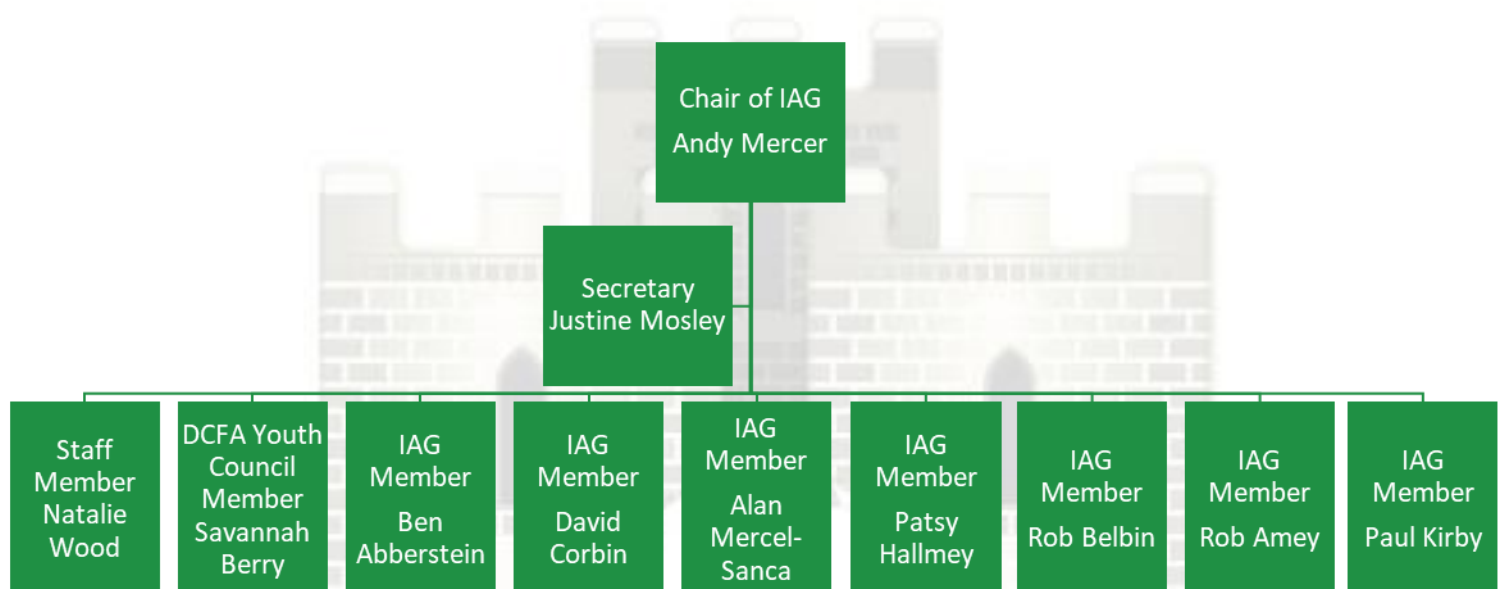 Chair of IAG
Andy Mercer
Secretary
Justine Mosley
Staff
Member
Natalie
Wood
DCFA Youth
Council
Member
Savannah
Berry
IAG
Member
Ben
Abberstein
IAG
Member
David
Corbin
IAG
Member
Alan
Mercel-
Sanca
IAG
Member
Patsy
Hallmey
IAG
Member
Rob Belbin
IAG
Member
Rob Amey
IAG
Member
Paul Kirby